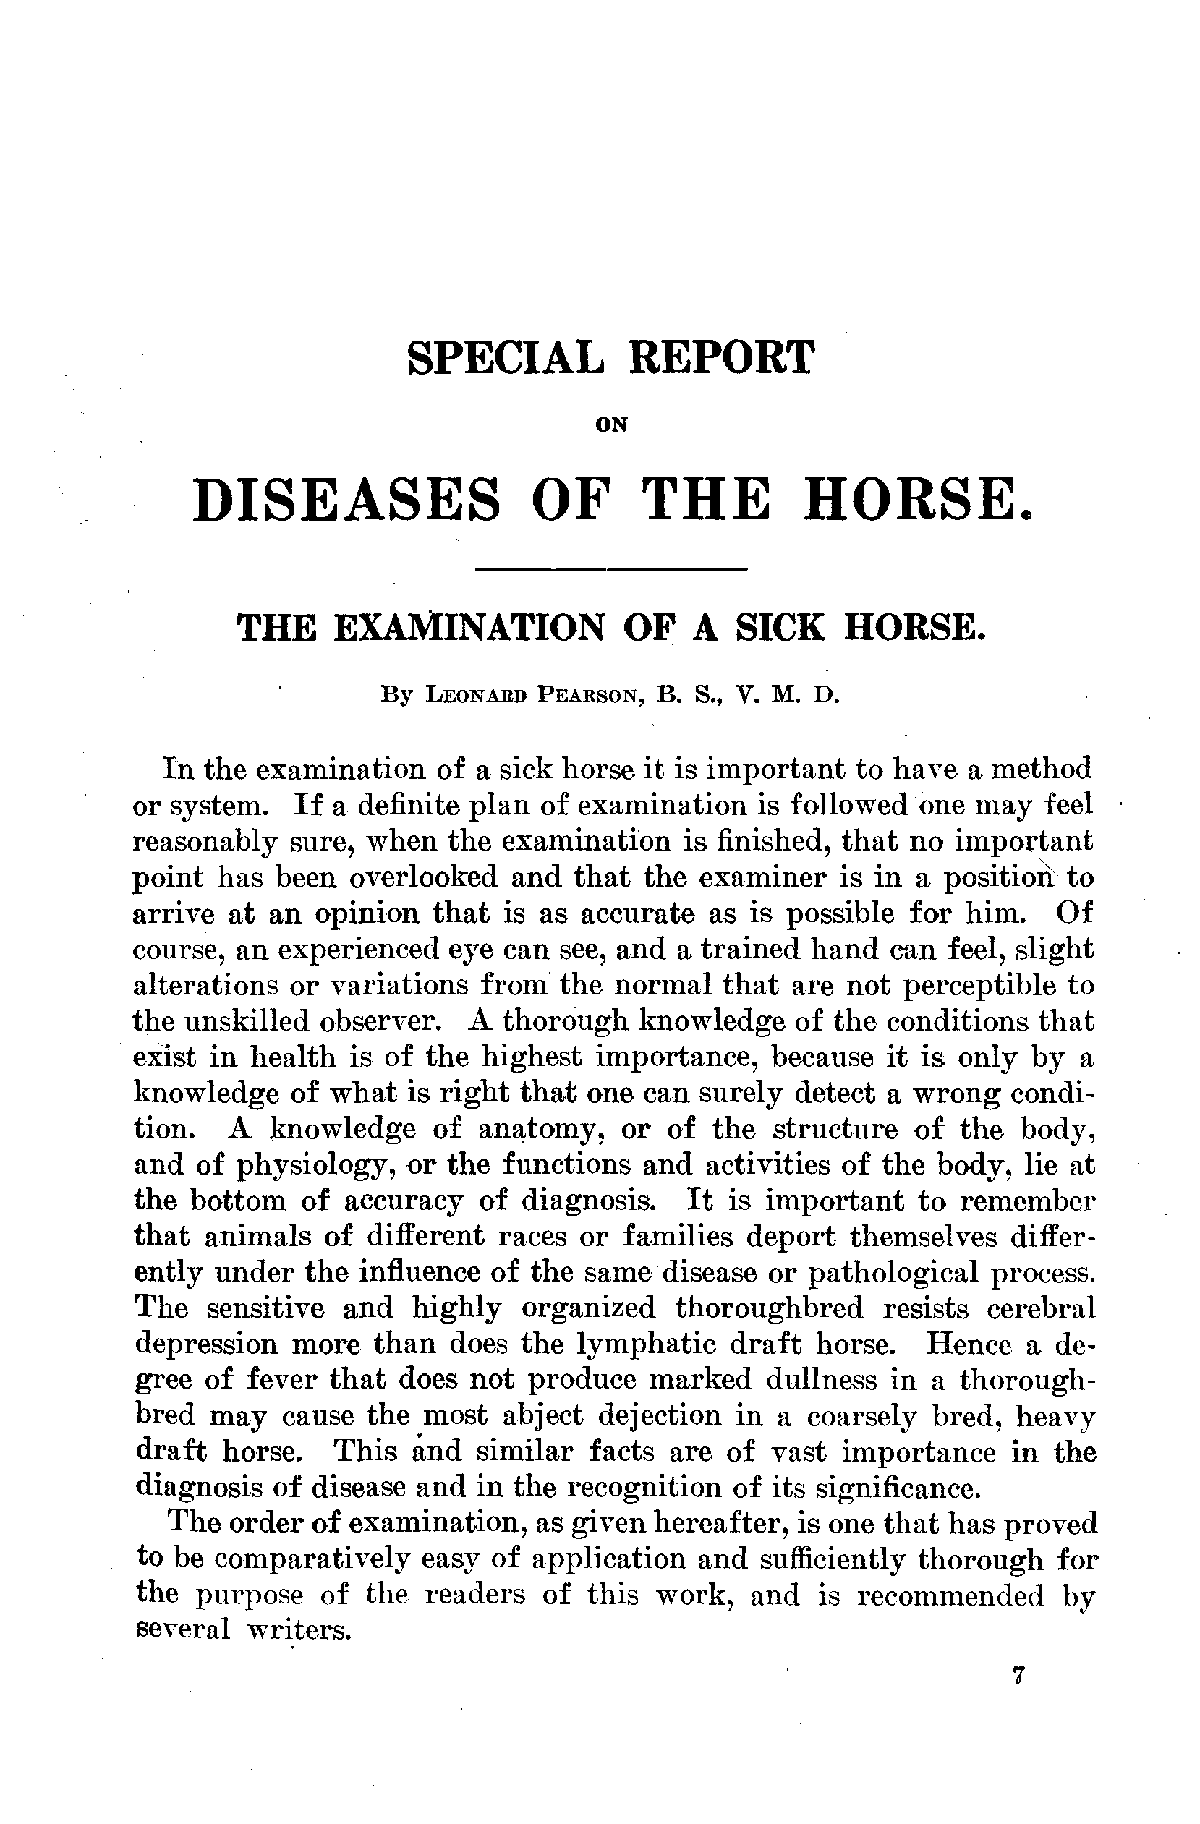 SPECIAL REPORT
ON
DISEASES OF THE HORSE.
THE EXAMINATION OF A SICK HORSE.
By LEONARD PEARSON, B. S., V. M. D.
In the examination of a sick horse it is important to have a method
or system. If a definite plan of examination is followed one may feel
reasonably sure, when the examination is finished, that no important
point has been overlooked and that the examiner is in a position to
arrive at an opinion that is as accurate as is possible for him. Of
course, an experienced eye can see, and a trained hand can feel, slight
alterations or variations from the normal that are not perceptible to
the unskilled observer. A thorough knowledge of the conditions that
exist in health is of the highest importance, because it is only by a
knowledge of what is right that one can surely detect a wrong condi-
tion. A knowledge of anatomy, or of the structure of the body,
and of physiology, or the functions and activities of the body, lie at
the bottom of accuracy of diagnosis. It is important to remember
that animals of different races or families deport themselves differ-
ently under the influence of the same disease or pathological process.
The sensitive and highly organized thoroughbred resists cerebral
depression more than does the lymphatic draft horse. Hence a de-
gree of fever that does not produce marked dullness in a thorough-
bred may cause the most abject dejection in a coarsely bred, heavy
draft horse. This and similar facts are of vast importance in the
diagnosis of disease and in the recognition of its significance.
The order of examination, as given hereafter, is one that has proved
to be comparatively easy of application and sufficiently thorough for
the purpose of the readers of this work, and is recommended by
several writers.
7